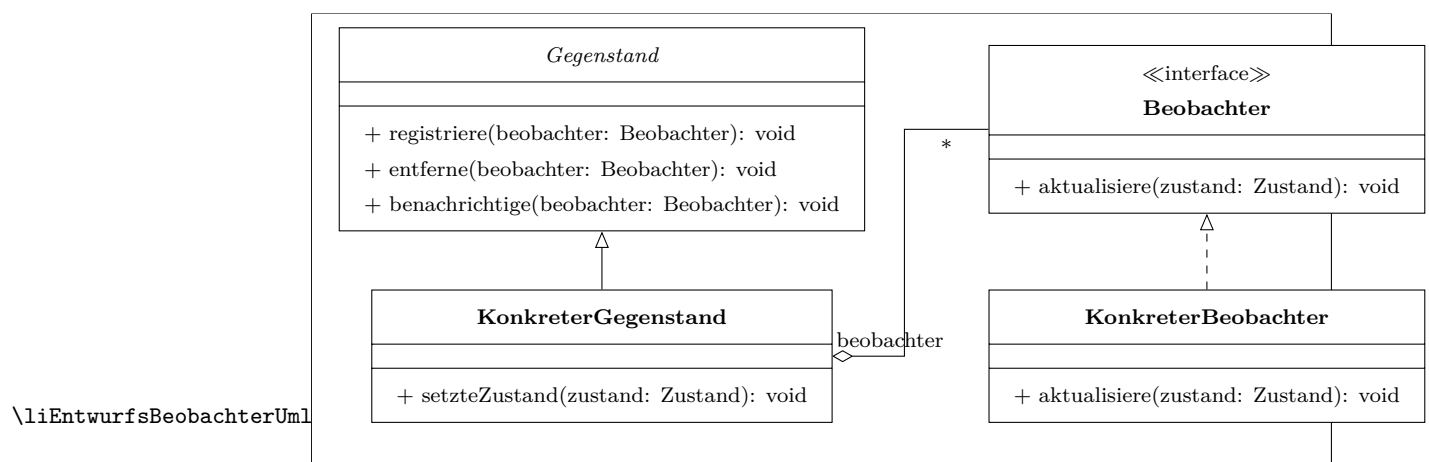 Gegenstand
+ registriere(beobachter: Beobachter): void
+ entferne(beobachter: Beobachter): void
+ benachrichtige(beobachter: Beobachter): void
≪interface≫
Beobachter
*
+ aktualisiere(zustand: Zustand): void
KonkreterGegenstand
beobachter
+ setzteZustand(zustand: Zustand): void
KonkreterBeobachter
+ aktualisiere(zustand: Zustand): void
\liEntwurfsBeobachterUml